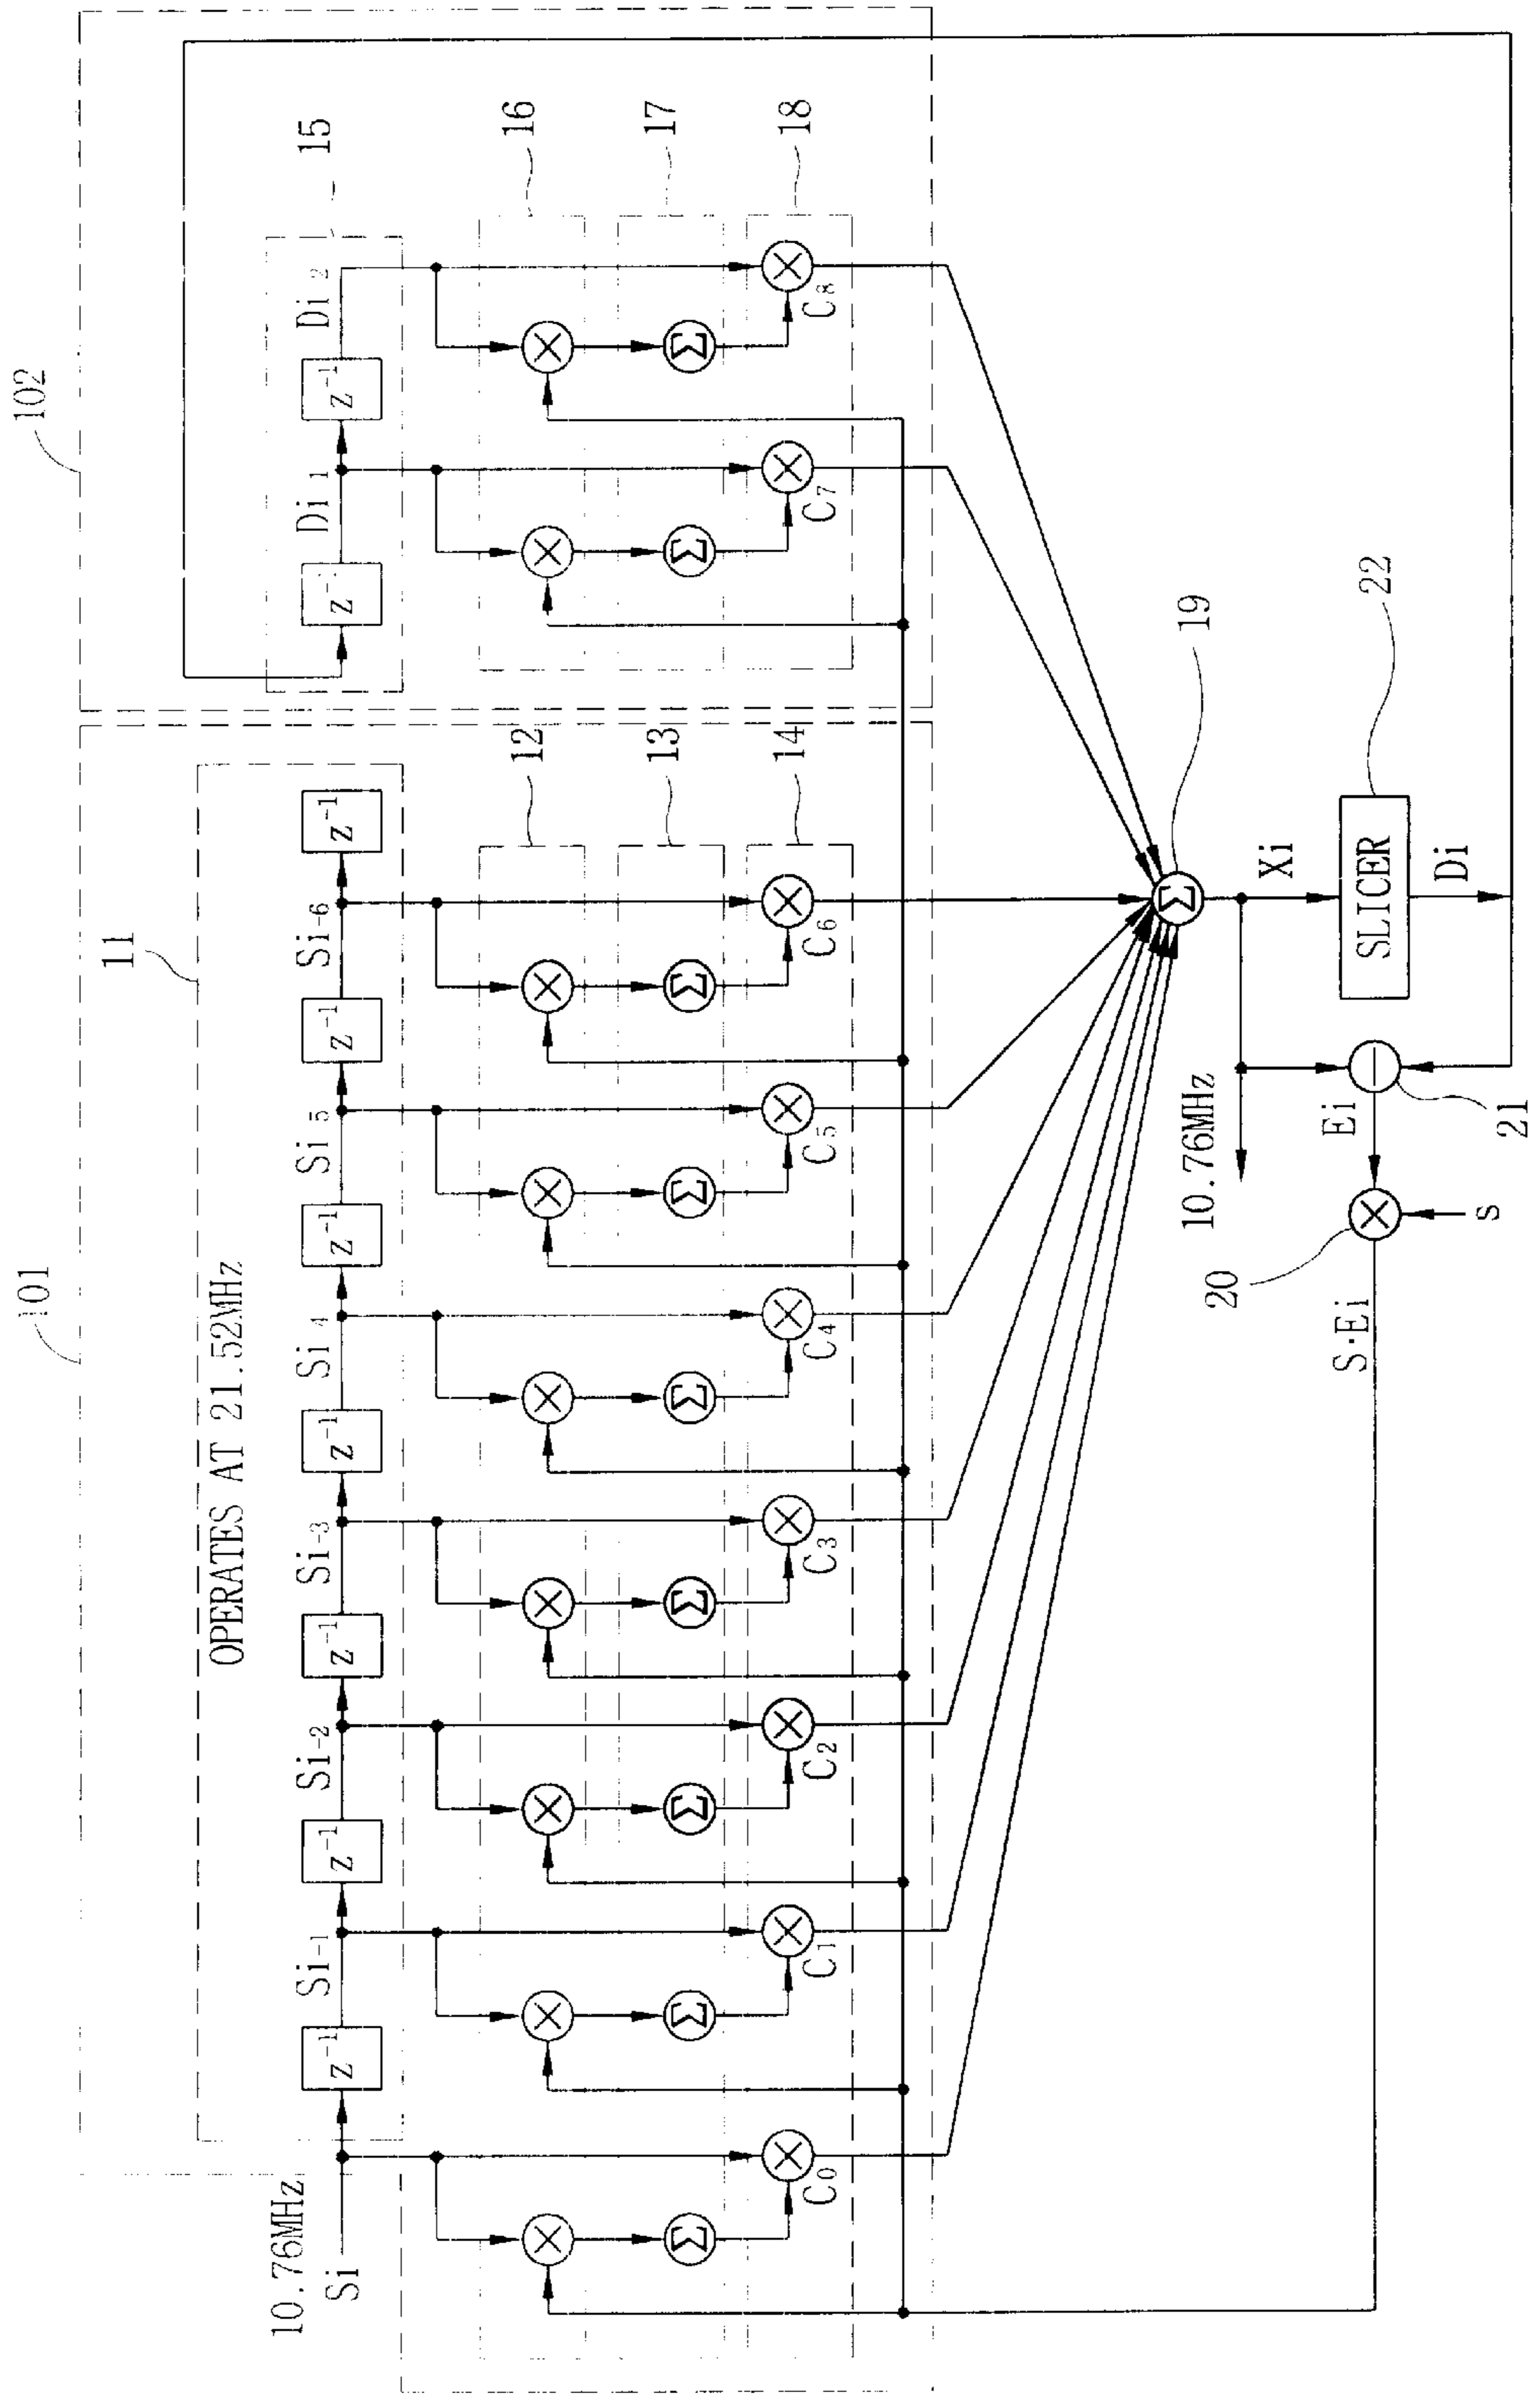 101
102
11
OPERATES AT 21.52MHz
10.76MHz
Si
Z⁻¹
Si-1
Z⁻¹
Si-2
Z⁻¹
Si-3
Z⁻¹
Si 4
Z⁻¹
Si 5
Z⁻¹
Si-6
Z⁻¹
15
Z⁻¹
Di 1
Z⁻¹
Di 2
12
16
13
17
14
18
Σ
Σ
Σ
Σ
Σ
Σ
Σ
Σ
Σ
C0
C1
C2
C3
C4
C5
C6
C7
C8
Σ
19
10.76MHz
Xi
S·Ei
20
Ei
SLICER
22
s
21
Di